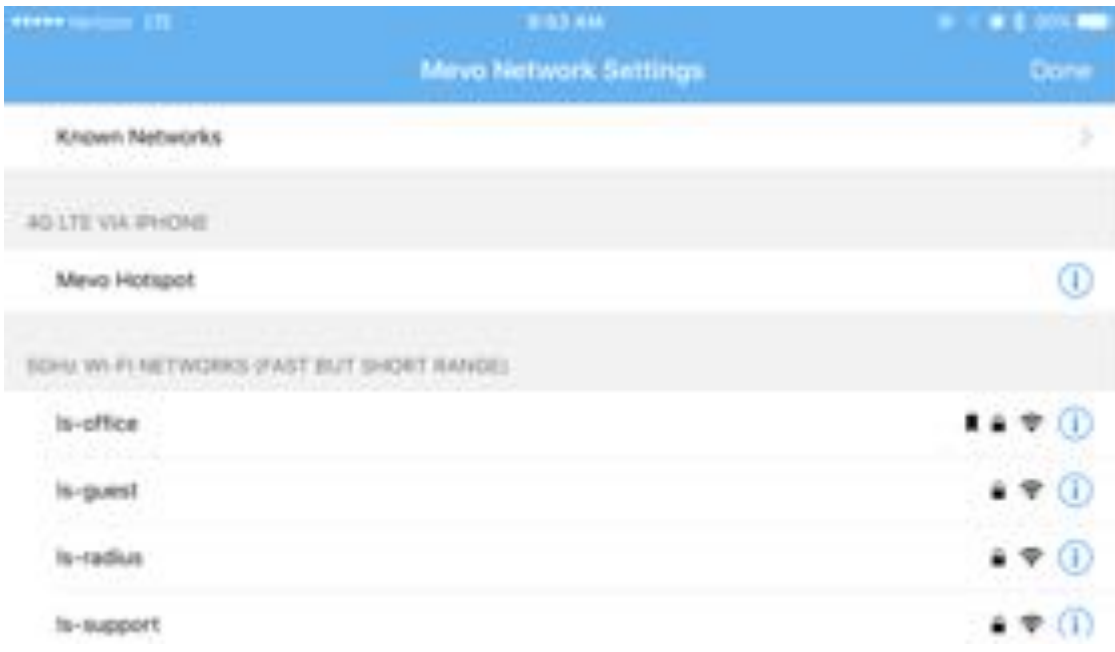 LTE
Mevo Network Settings
Done
Known Networks
4G LTE VIA IPHONE
Mevo Hotspot
5GHz WI-FI NETWORKS (FAST BUT SHORT RANGE)
ls-office
ls-guest
ls-radius
ls-support